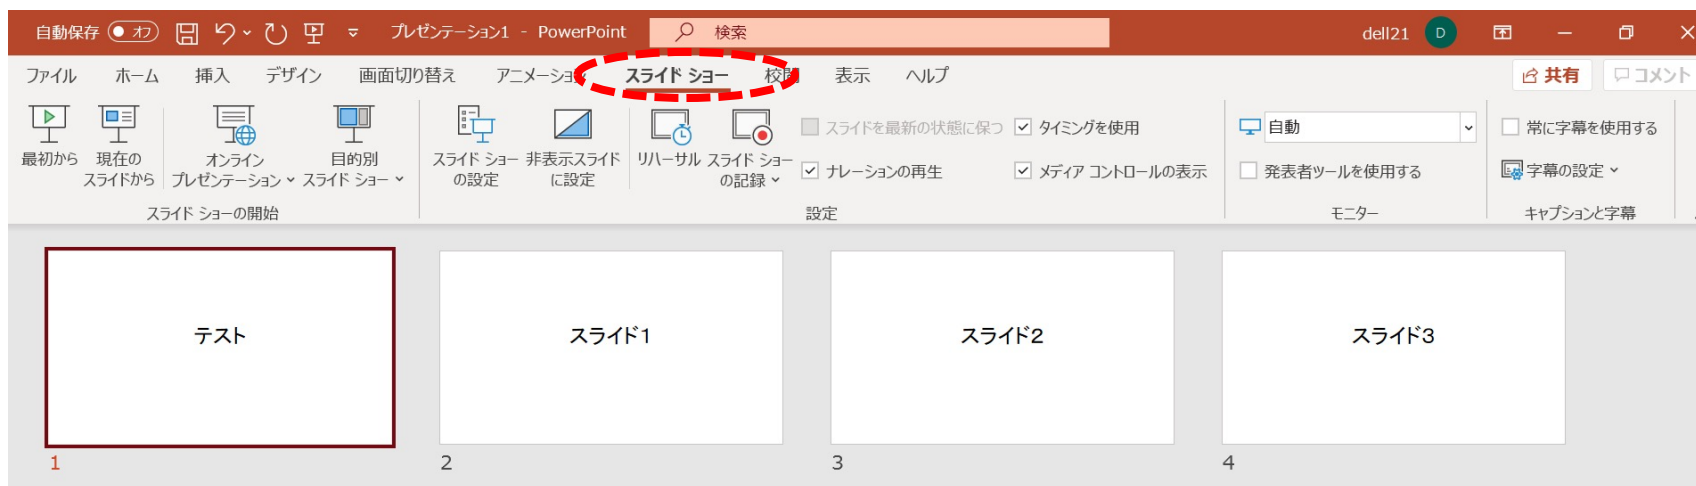 自動保存 オフ プレゼンテーション1 - PowerPoint 検索 dell21 D
ファイル ホーム 挿入 デザイン 画面切り替え アニメーション スライド ショー 校閲 表示 ヘルプ 共有 コメント
最初から
現在の
スライドから
オンライン
プレゼンテーション
目的別
スライド ショー
スライド ショーの開始
スライド ショー
の設定
非表示スライド
に設定
リハーサル
スライド ショー
の記録
スライドを最新の状態に保つ
タイミングを使用
ナレーションの再生
メディア コントロールの表示
設定
自動
発表者ツールを使用する
モニター
常に字幕を使用する
字幕の設定
キャプションと字幕
テスト
1
スライド1
2
スライド2
3
スライド3
4